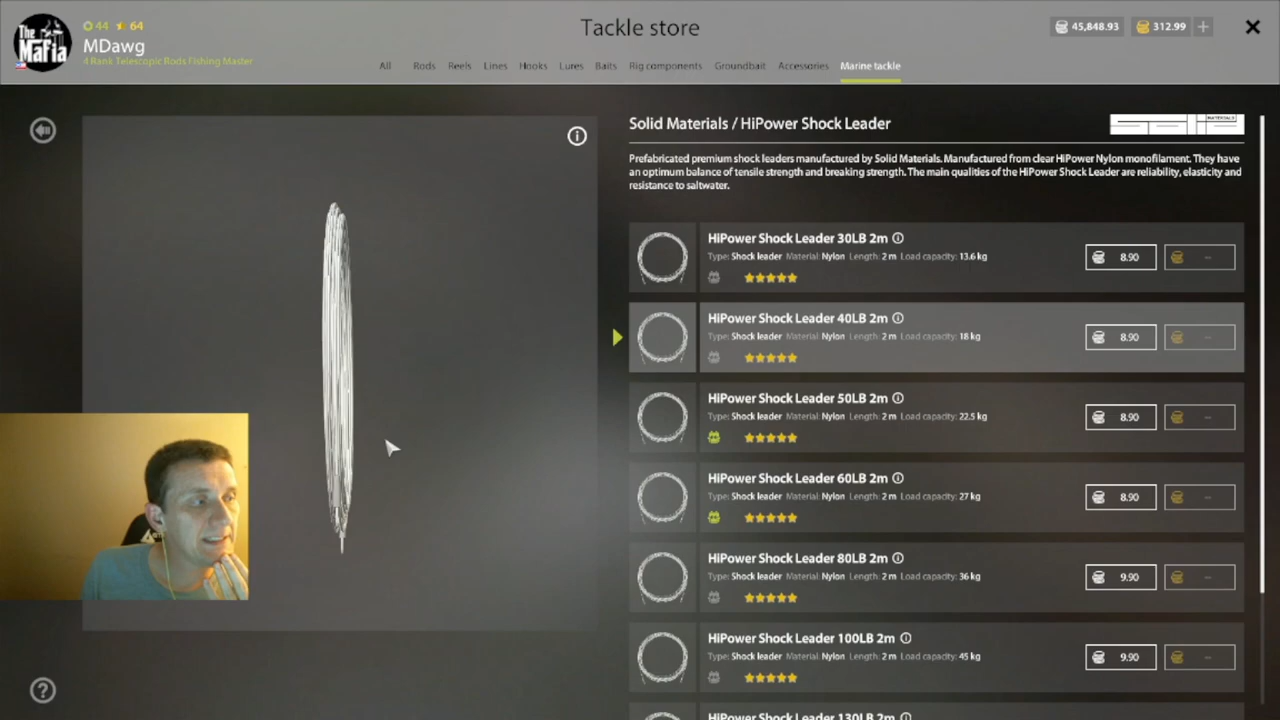 The
Mafia
44 64
MDawg
4 Rank Telescopic Rods Fishing Master
Tackle store
45,848.93 312.99 +
All Rods Reels Lines Hooks Lures Baits Rig components Groundbait Accessories Marine tackle
Solid Materials / HiPower Shock Leader
MATERIALS
Prefabricated premium shock leaders manufactured by Solid Materials. Manufactured from clear HiPower Nylon monofilament. They have
an optimum balance of tensile strength and breaking strength. The main qualities of the HiPower Shock Leader are reliability, elasticity and
resistance to saltwater.
HiPower Shock Leader 30LB 2m
Type: Shock leader Material: Nylon Length: 2 m Load capacity: 13.6 kg
8.90 --
HiPower Shock Leader 40LB 2m
Type: Shock leader Material: Nylon Length: 2 m Load capacity: 18 kg
8.90 --
HiPower Shock Leader 50LB 2m
Type: Shock leader Material: Nylon Length: 2 m Load capacity: 22.5 kg
8.90 --
HiPower Shock Leader 60LB 2m
Type: Shock leader Material: Nylon Length: 2 m Load capacity: 27 kg
8.90 --
HiPower Shock Leader 80LB 2m
Type: Shock leader Material: Nylon Length: 2 m Load capacity: 36 kg
9.90 --
HiPower Shock Leader 100LB 2m
Type: Shock leader Material: Nylon Length: 2 m Load capacity: 45 kg
9.90 --
HiPower Shock Leader 130LB 2m
?